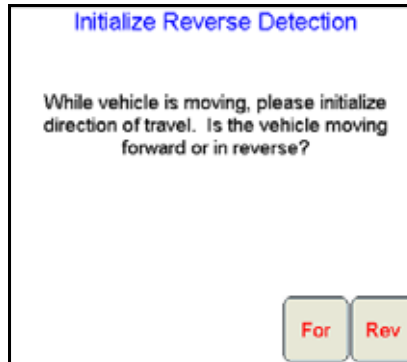 Initialize Reverse Detection
While vehicle is moving, please initialize
direction of travel.  Is the vehicle moving
forward or in reverse?
For
Rev